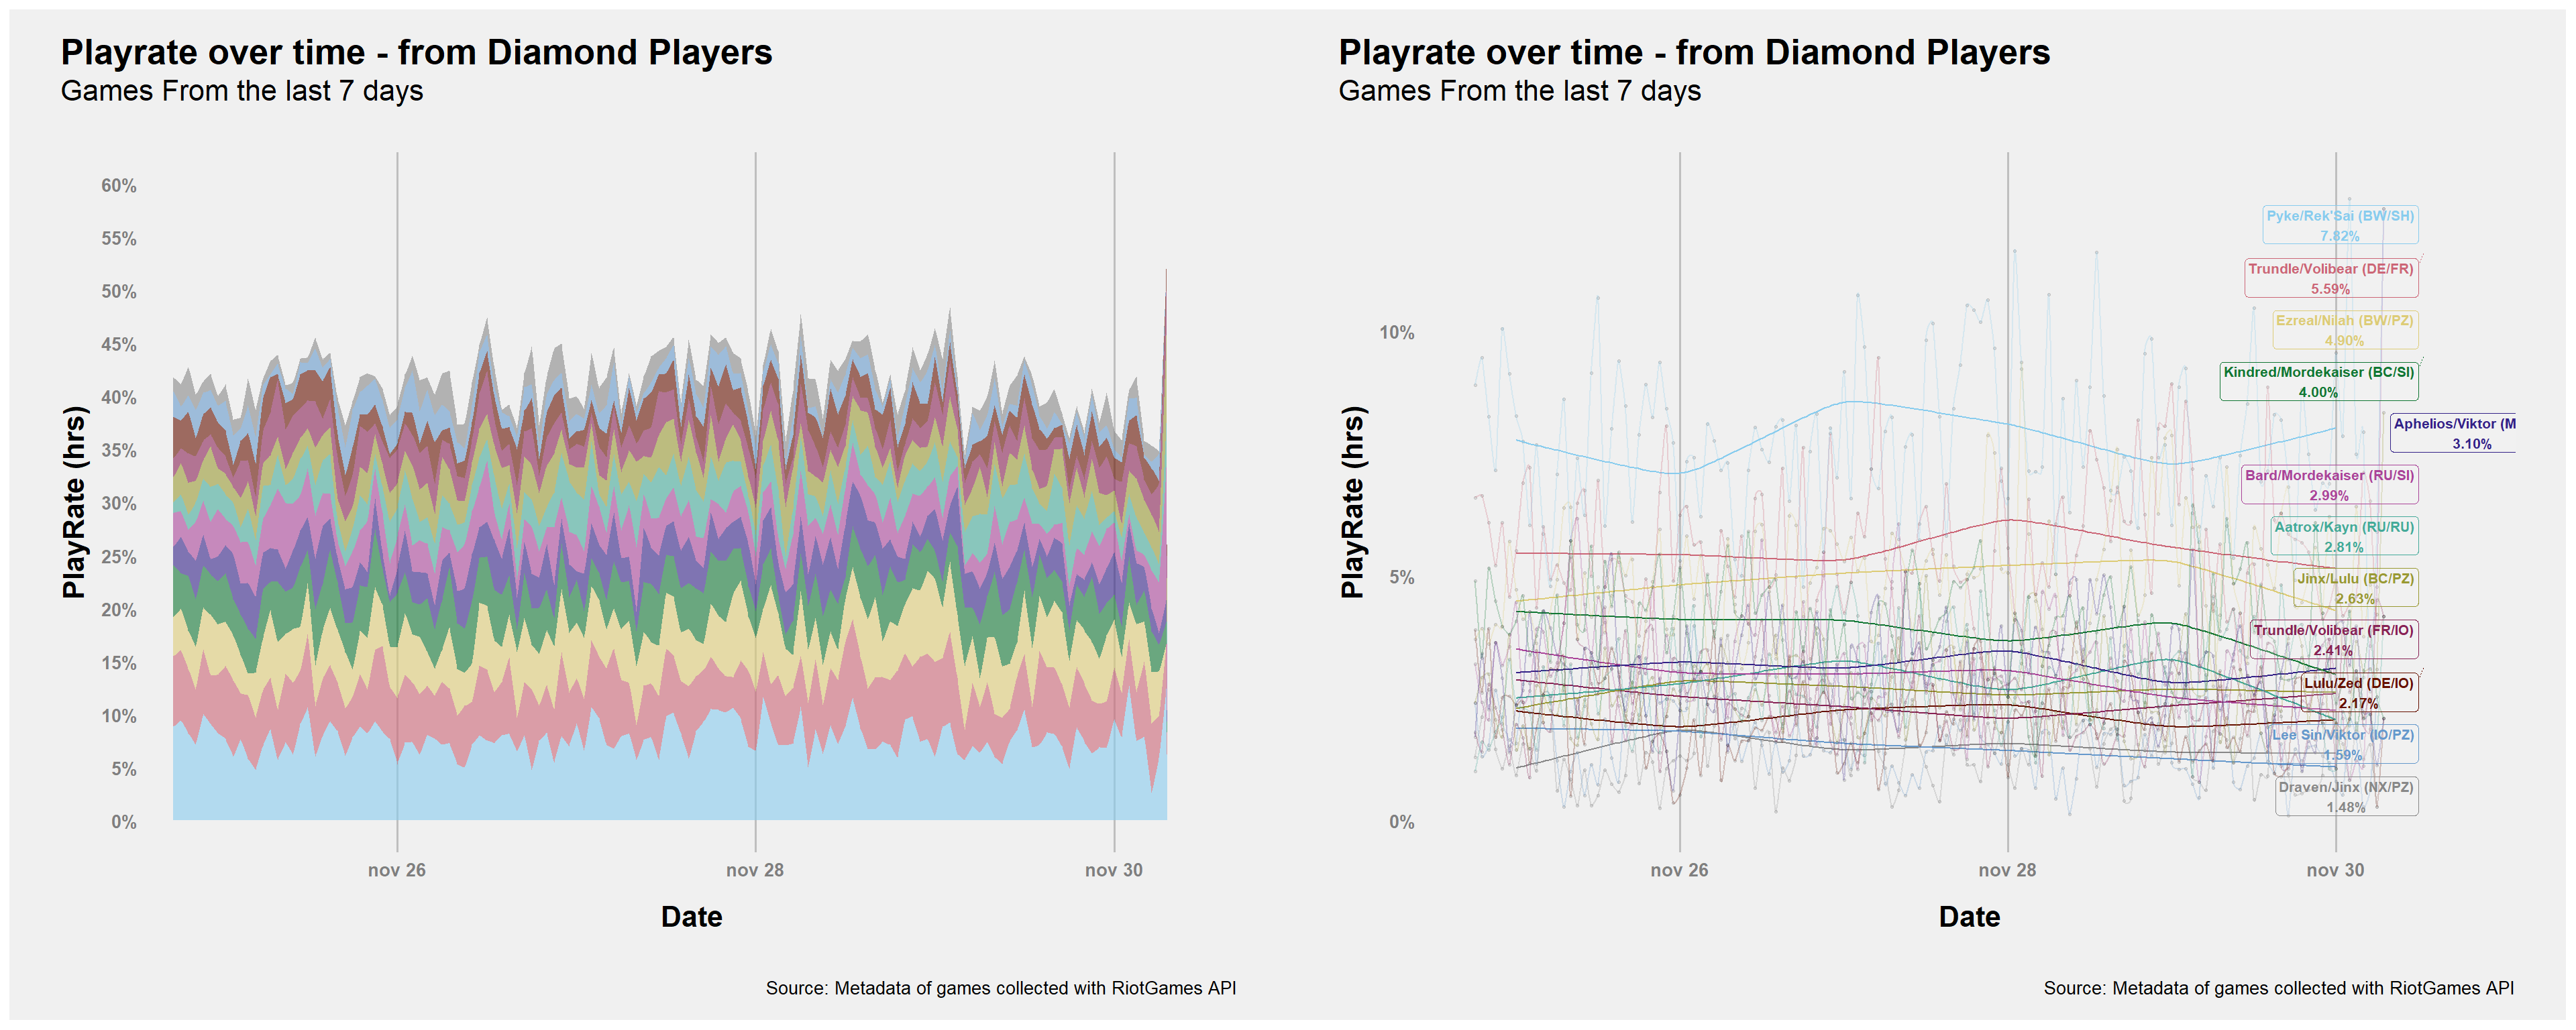 Playrate over time - from Diamond Players
Games From the last 7 days
PlayRate (hrs)
60%
55%
50%
45%
40%
35%
30%
25%
20%
15%
10%
5%
0%
nov 26
nov 28
nov 30
Date
Source: Metadata of games collected with RiotGames API
Playrate over time - from Diamond Players
Games From the last 7 days
PlayRate (hrs)
10%
5%
0%
Pyke/Rek'Sai (BW/SH)
7.82%
Trundle/Volibear (DE/FR)
5.59%
Ezreal/Nilah (BW/PZ)
4.90%
Kindred/Mordekaiser (BC/SI)
4.00%
Aphelios/Viktor (M
3.10%
Bard/Mordekaiser (RU/SI)
2.99%
Aatrox/Kayn (RU/RU)
2.81%
Jinx/Lulu (BC/PZ)
2.63%
Trundle/Volibear (FR/IO)
2.41%
Lulu/Zed (DE/IO)
2.17%
Lee Sin/Viktor (IO/PZ)
1.59%
Draven/Jinx (NX/PZ)
1.48%
nov 26
nov 28
nov 30
Date
Source: Metadata of games collected with RiotGames API